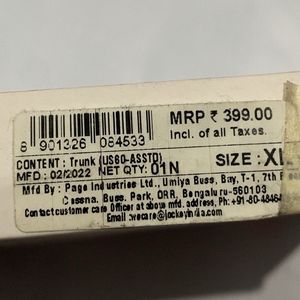 8 901326 084533
MRP ₹ 399.00
Incl. of all Taxes.
CONTENT : Trunk (US60-ASSTD)
MFD : 02/2022 NET QTY: 01N
SIZE : XL
Mfd By : Page Industries Ltd., Umiya Buss, Bay, T-1, 7th
Cessna, Buss. Park, ORR, Bengaluru-560103
Contact customer care Officer at above mfd. address, Ph: +91-80-48464
Email: wecare@jockeyindia.com